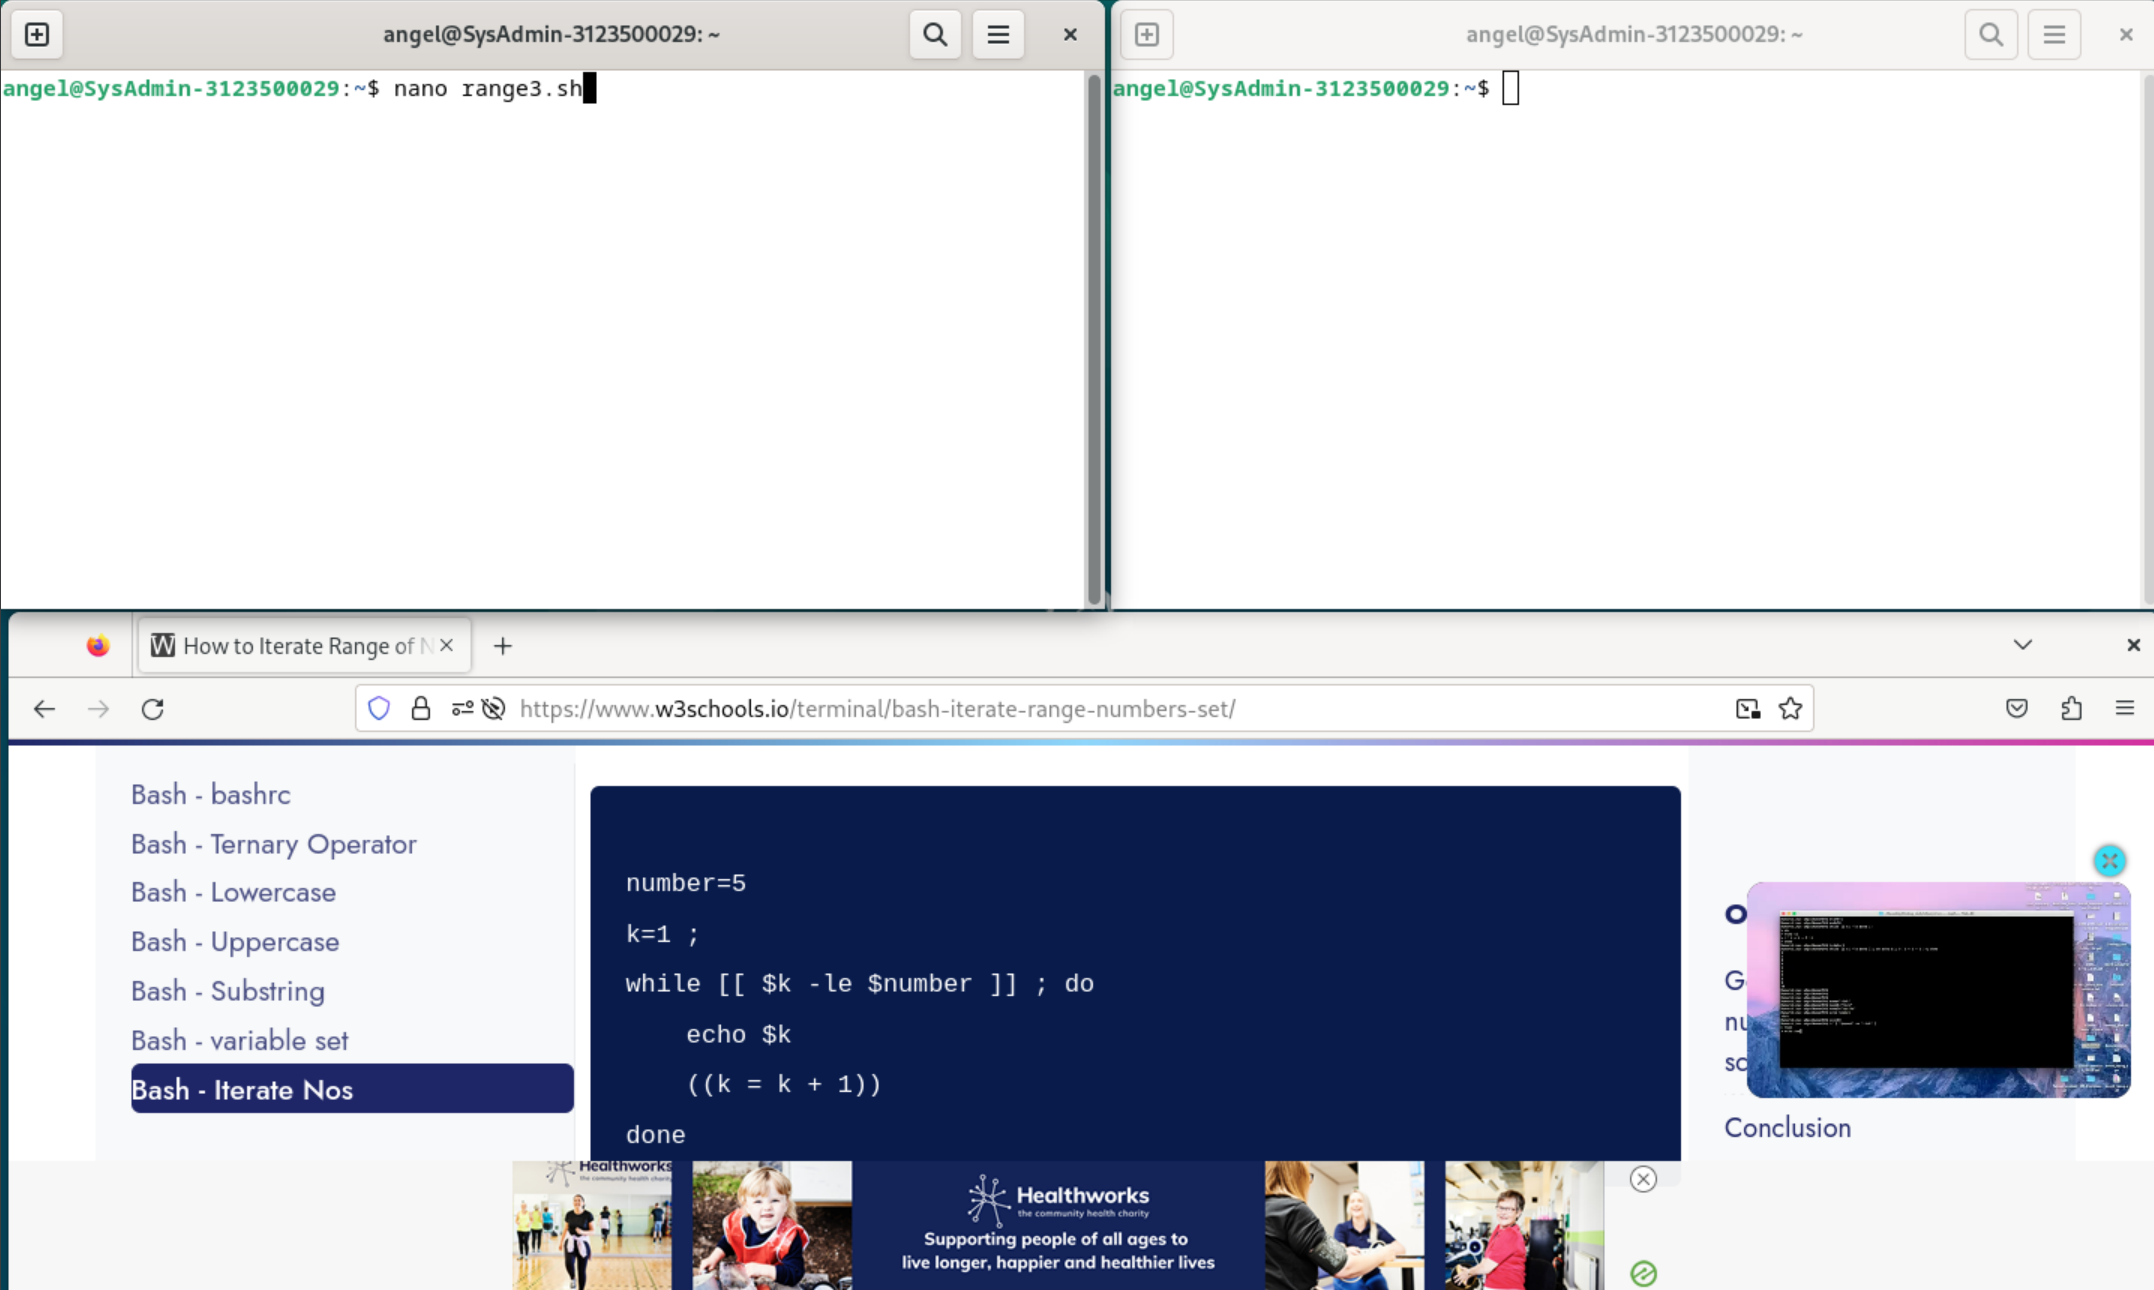 angel@SysAdmin-3123500029: ~
angel@SysAdmin-3123500029:~$ nano range3.sh
angel@SysAdmin-3123500029: ~
angel@SysAdmin-3123500029:~$
How to Iterate Range of N
https://www.w3schools.io/terminal/bash-iterate-range-numbers-set/
Bash - bashrc
Bash - Ternary Operator
Bash - Lowercase
Bash - Uppercase
Bash - Substring
Bash - variable set
Bash - Iterate Nos
number=5
k=1 ;
while [[ $k -le $number ]] ; do
echo $k
((k = k + 1))
done
Conclusion
Healthworks
the community health charity
Healthworks
the community health charity
Supporting people of all ages to
live longer, happier and healthier lives